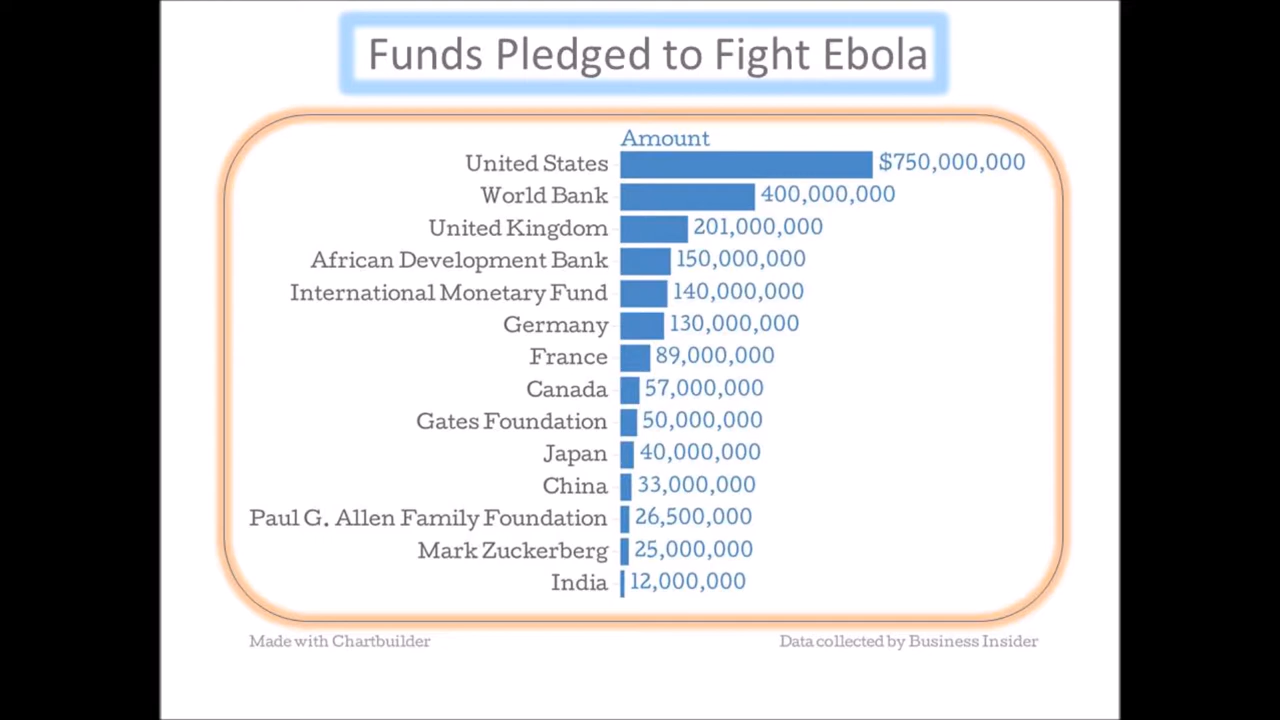 Funds Pledged to Fight Ebola
Amount
United States $750,000,000
World Bank 400,000,000
United Kingdom 201,000,000
African Development Bank 150,000,000
International Monetary Fund 140,000,000
Germany 130,000,000
France 89,000,000
Canada 57,000,000
Gates Foundation 50,000,000
Japan 40,000,000
China 33,000,000
Paul G. Allen Family Foundation 26,500,000
Mark Zuckerberg 25,000,000
India 12,000,000
Made with Chartbuilder Data collected by Business Insider